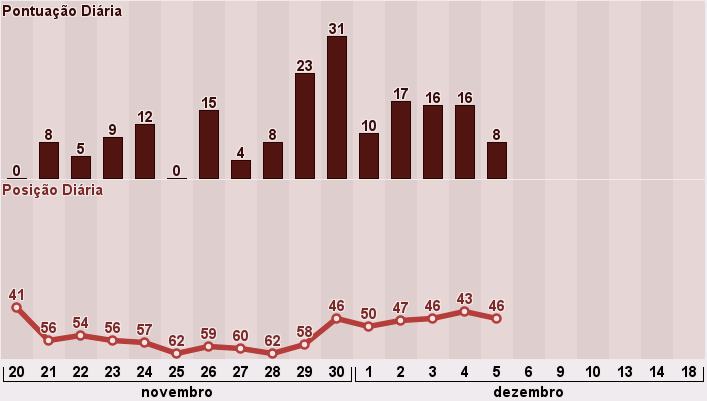 Pontuação Diária
0 8 5 9 12 0 15 4 8 23 31 10 17 16 16 8
Posição Diária
41 56 54 56 57 62 59 60 62 58 46 50 47 46 43 46
20 21 22 23 24 25 26 27 28 29 30 1 2 3 4 5 6 9 10 13 14 18
novembro dezembro